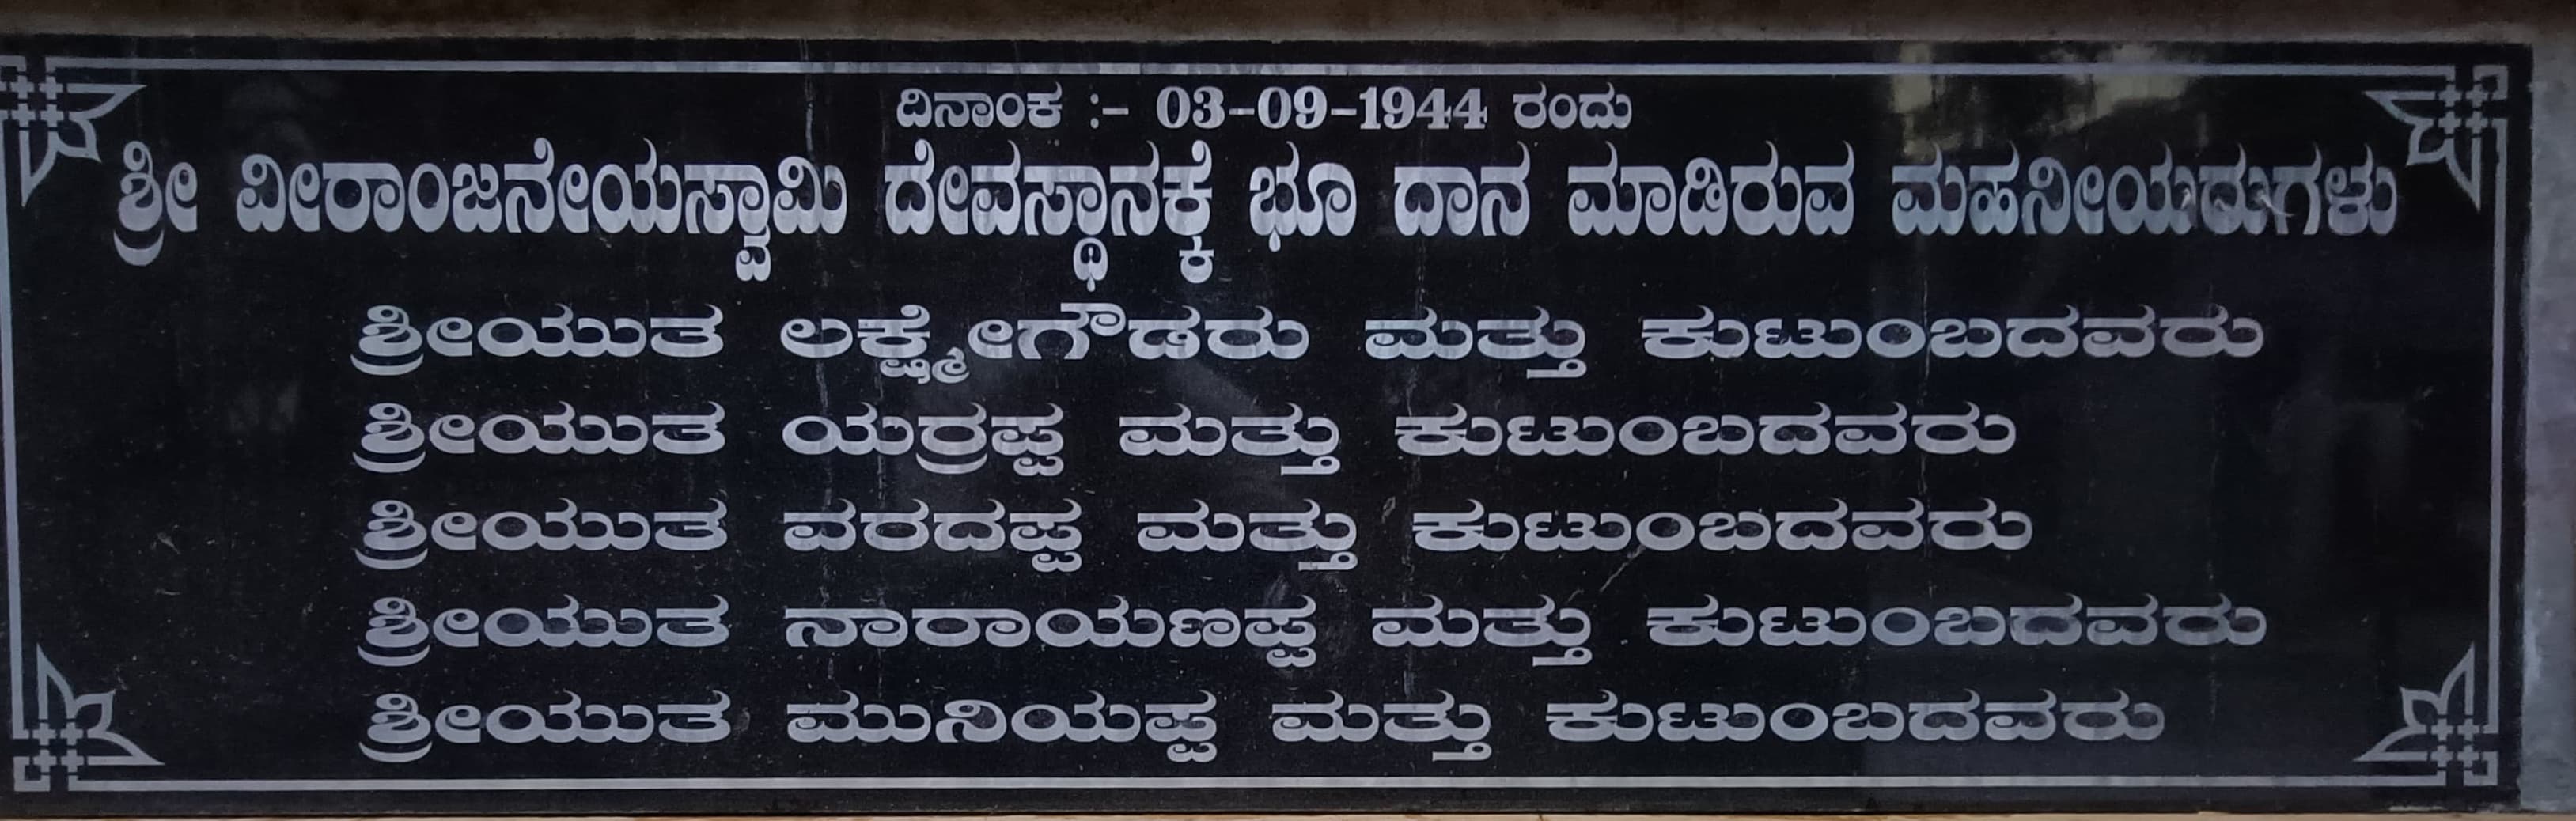 ದಿನಾಂಕ :- 03-09-1944 ರಂದು
ಶ್ರೀ ವೀರಾಂಜನೇಯಸ್ವಾಮಿ ದೇವಸ್ಥಾನಕ್ಕೆ ಭೂ ದಾನ ಮಾಡಿರುವ ಮಹನೀಯರುಗಳು
ಶ್ರೀಯುತ ಲಕ್ಷ್ಮೀಗೌಡರು ಮತ್ತು ಕುಟುಂಬದವರು
ಶ್ರೀಯುತ ಯರ್ರಪ್ಪ ಮತ್ತು ಕುಟುಂಬದವರು
ಶ್ರೀಯುತ ವರದಪ್ಪ ಮತ್ತು ಕುಟುಂಬದವರು
ಶ್ರೀಯುತ ನಾರಾಯಣಪ್ಪ ಮತ್ತು ಕುಟುಂಬದವರು
ಶ್ರೀಯುತ ಮುನಿಯಪ್ಪ ಮತ್ತು ಕುಟುಂಬದವರು